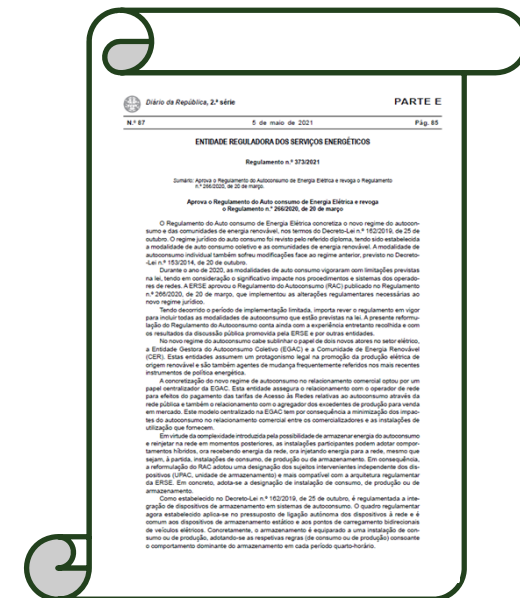 Diário da República, 2.ª série
PARTE E
N.º 87
5 de maio de 2021
Pág. 85
ENTIDADE REGULADORA DOS SERVIÇOS ENERGÉTICOS
Regulamento n.º 373/2021
Sumário: Aprova o Regulamento do Autoconsumo de Energia Elétrica e revoga o Regulamento
n.º 266/2020, de 20 de março.
Aprova o Regulamento do Auto consumo de Energia Elétrica e revoga
o Regulamento n.º 266/2020, de 20 de março
O Regulamento do Auto consumo de Energia Elétrica concretiza o novo regime do autocon-
sumo e das comunidades de energia renovável, nos termos do Decreto-Lei n.º 162/2019, de 25 de
outubro. O regime jurídico do auto consumo foi revisto pelo referido diploma, tendo sido estabelecida
a modalidade de auto consumo coletivo e as comunidades de energia renovável. A modalidade de
autoconsumo individual também sofreu modificações face ao regime anterior, previsto no Decreto-
-Lei n.º 153/2014, de 20 de outubro.
Durante o ano de 2020, as modalidades de auto consumo vigoraram com limitações previstas
na lei, tendo em consideração o significativo impacte nos procedimentos e sistemas dos operado-
res de redes. A ERSE aprovou o Regulamento do Autoconsumo (RAC) publicado no Regulamento
n.º 266/2020, de 20 de março, que implementou as alterações regulamentares necessárias ao
novo regime jurídico.
Tendo decorrido o período de implementação limitada, importa rever o regulamento em vigor
para incluir todas as modalidades de autoconsumo que estão previstas na lei. A presente reformu-
lação do Regulamento do Autoconsumo conta ainda com a experiência entretanto recolhida e com
os resultados da discussão pública promovida pela ERSE e por outras entidades.
No novo regime do autoconsumo cabe sublinhar o papel de dois novos atores no setor elétrico,
a Entidade Gestora do Autoconsumo Coletivo (EGAC) e a Comunidade de Energia Renovável
(CER). Estas entidades assumem um protagonismo legal na promoção da produção elétrica de
origem renovável e são também agentes de mudança frequentemente referidos nos mais recentes
instrumentos de política energética.
A concretização do novo regime de autoconsumo no relacionamento comercial optou por um
papel centralizador da EGAC. Esta entidade assegura o relacionamento com o operador de rede
para efeitos do pagamento das tarifas de Acesso às Redes relativas ao autoconsumo através da
rede pública e também o relacionamento com o agregador dos excedentes de produção para venda
em mercado. Este modelo centralizado na EGAC tem por consequência a minimização dos impac-
tes do autoconsumo no relacionamento comercial entre os comercializadores e as instalações de
utilização que fornecem.
Em virtude da complexidade introduzida pela possibilidade de armazenar energia do autoconsumo
e reinjetar na rede em momentos posteriores, as instalações participantes podem adotar compor-
tamentos híbridos, ora recebendo energia da rede, ora injetando energia para a rede, mesmo que
sejam, à partida, instalações de consumo, de produção ou de armazenamento. Em consequência,
a reformulação do RAC adotou uma designação dos sujeitos intervenientes independente dos dis-
positivos (UPAC, unidade de armazenamento) e mais compatível com a arquitetura regulamentar
da ERSE. Em concreto, adota-se a designação de instalação de consumo, de produção ou de
armazenamento.
Como estabelecido no Decreto-Lei n.º 162/2019, de 25 de outubro, é regulamentada a inte-
gração de dispositivos de armazenamento em sistemas de autoconsumo. O quadro regulamentar
agora estabelecido aplica-se no pressuposto de ligação autónoma dos dispositivos à rede e é
comum aos dispositivos de armazenamento estático e aos pontos de carregamento bidirecionais
de veículos elétricos. Concretamente, o armazenamento é equiparado a uma instalação de con-
sumo ou de produção, adotando-se as respetivas regras (de consumo ou de produção) consoante
o comportamento dominante do armazenamento em cada período quarto-horário.